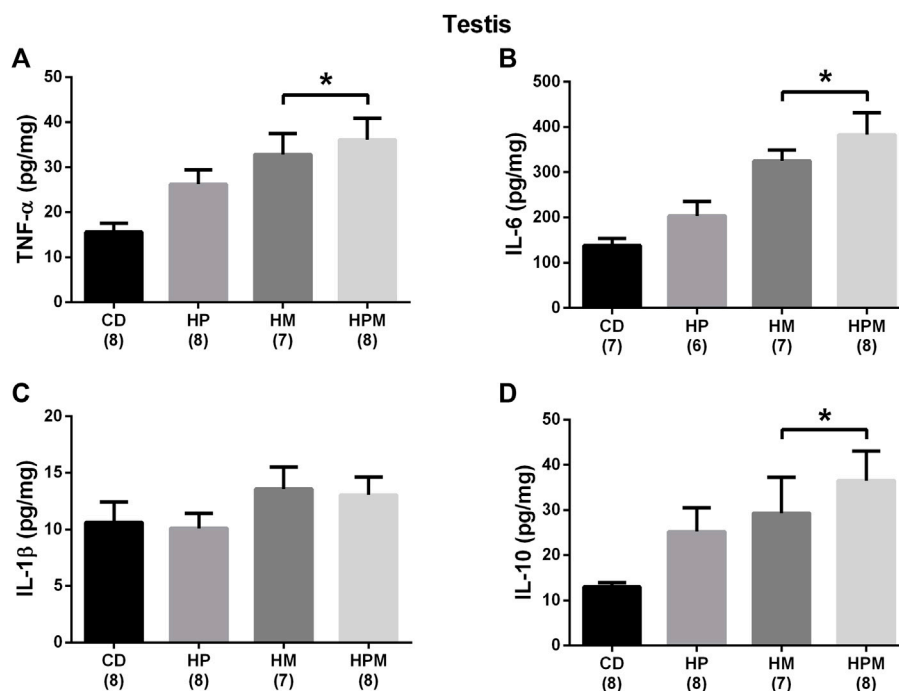 Testis
A
TNF-α (pg/mg)
50
40
30
20
10
0
*
CD HP HM HPM
(8) (8) (7) (8)
B
IL-6 (pg/mg)
500
400
300
200
100
0
*
CD HP HM HPM
(7) (6) (7) (8)
C
IL-1β (pg/mg)
20
15
10
5
0
CD HP HM HPM
(8) (8) (7) (8)
D
IL-10 (pg/mg)
50
40
30
20
10
0
*
CD HP HM HPM
(8) (8) (7) (8)